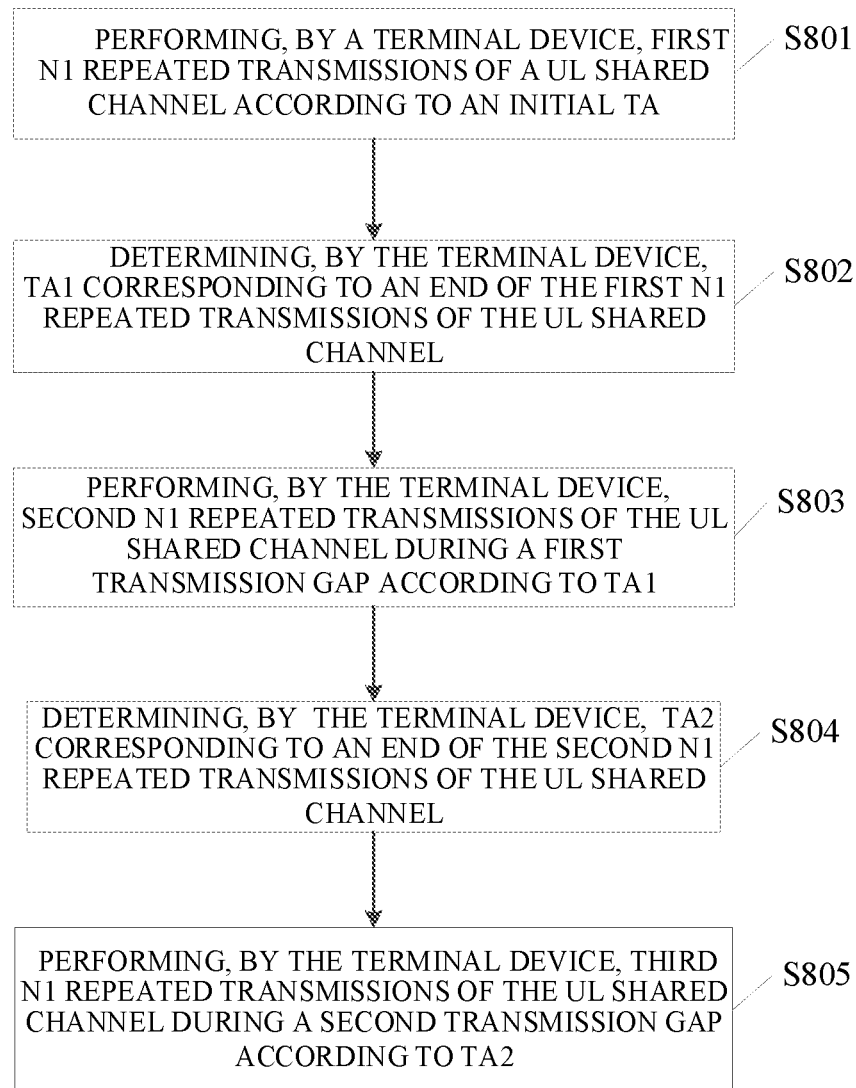 PERFORMING, BY A TERMINAL DEVICE, FIRST
N1 REPEATED TRANSMISSIONS OF A UL SHARED
CHANNEL ACCORDING TO AN INITIAL TA
S801
DETERMINING, BY THE TERMINAL DEVICE,
TA1 CORRESPONDING TO AN END OF THE FIRST N1
REPEATED TRANSMISSIONS OF THE UL SHARED
CHANNEL
S802
PERFORMING, BY THE TERMINAL DEVICE,
SECOND N1 REPEATED TRANSMISSIONS OF THE UL
SHARED CHANNEL DURING A FIRST
TRANSMISSION GAP ACCORDING TO TA1
S803
DETERMINING, BY THE TERMINAL DEVICE, TA2
CORRESPONDING TO AN END OF THE SECOND N1
REPEATED TRANSMISSIONS OF THE UL SHARED
CHANNEL
S804
PERFORMING, BY THE TERMINAL DEVICE, THIRD
N1 REPEATED TRANSMISSIONS OF THE UL SHARED
CHANNEL DURING A SECOND TRANSMISSION GAP
ACCORDING TO TA2
S805